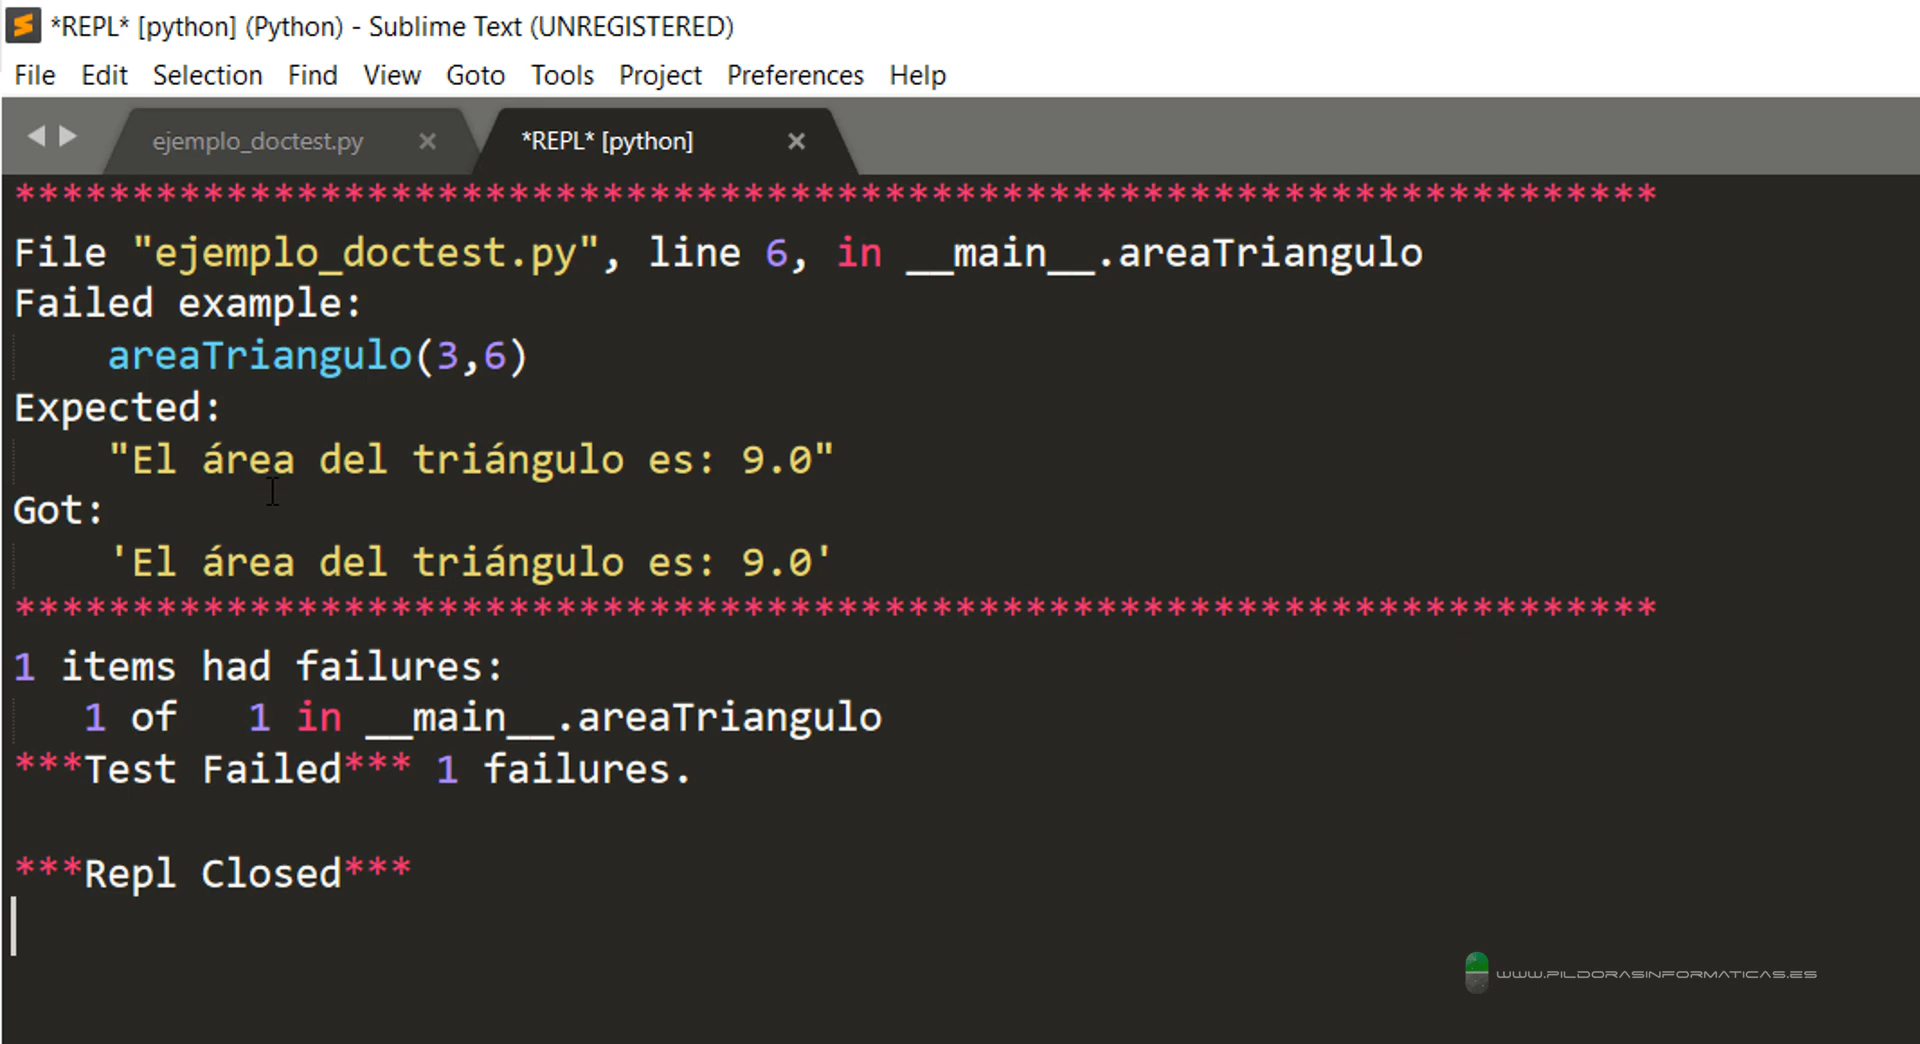 *REPL* [python] (Python) - Sublime Text (UNREGISTERED)
File Edit Selection Find View Goto Tools Project Preferences Help
ejemplo_doctest.py × *REPL* [python] ×
**********************************************************************
File "ejemplo_doctest.py", line 6, in __main__.areaTriangulo
Failed example:
    areaTriangulo(3,6)
Expected:
    "El área del triángulo es: 9.0"
Got:
    'El área del triángulo es: 9.0'
**********************************************************************
1 items had failures:
   1 of   1 in __main__.areaTriangulo
***Test Failed*** 1 failures.
***Repl Closed***
WWW.PILDORASINFORMATICAS.ES